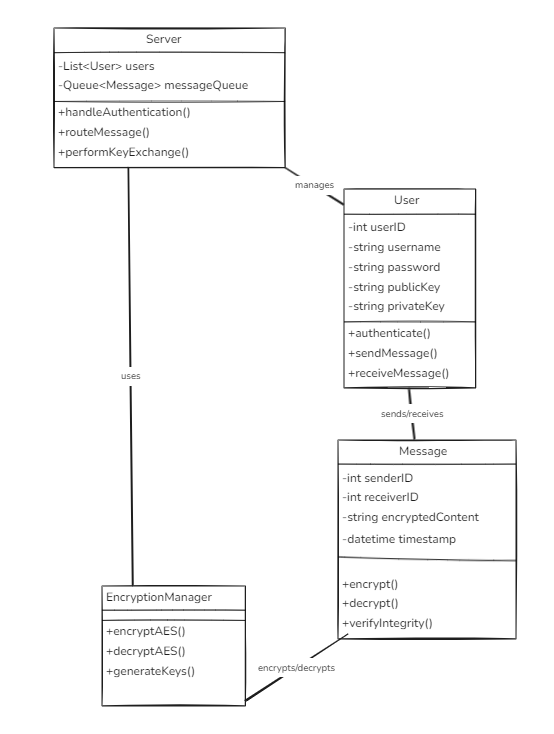 Server
-List<User> users
-Queue<Message> messageQueue
+handleAuthentication()
+routeMessage()
+performKeyExchange()
manages
User
-int userID
-string username
-string password
-string publicKey
-string privateKey
+authenticate()
+sendMessage()
+receiveMessage()
uses
sends/receives
Message
-int senderID
-int receiverID
-string encryptedContent
-datetime timestamp
+encrypt()
+decrypt()
+verifyIntegrity()
EncryptionManager
+encryptAES()
+decryptAES()
+generateKeys()
encrypts/decrypts